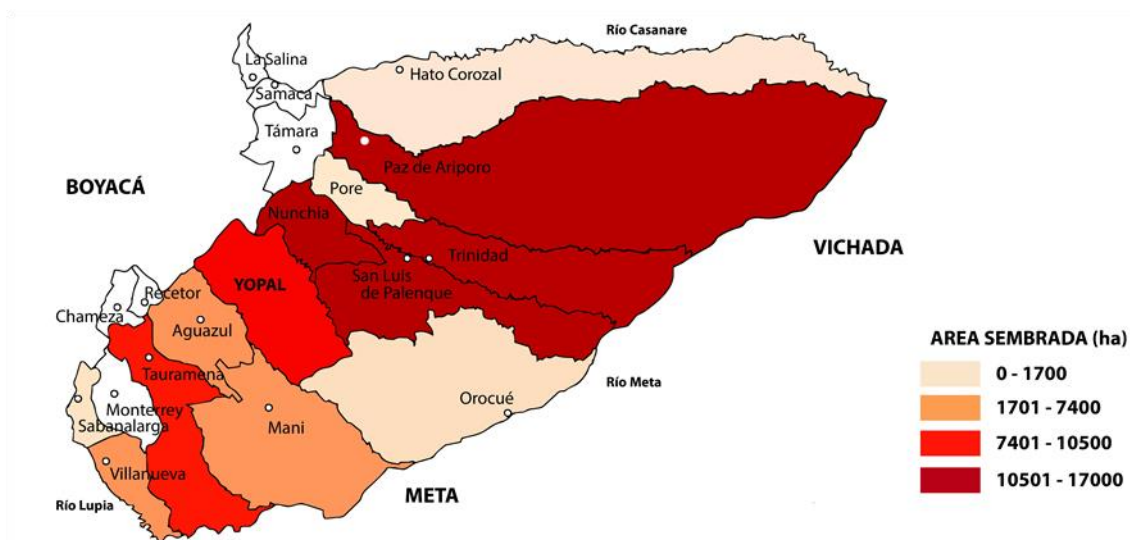 Río Casanare
La Salina
Hato Corozal
Samaca
Támara
Paz de Ariporo
BOYACÁ
Pore
Nunchia
VICHADA
Trinidad
San Luis
de Palenque
YOPAL
Recetor
Chameza
Aguazul
Tauramena
Río Meta
Orocué
Monterrey
Sabanalarga
Mani
Villanueva
META
Río Lupia
AREA SEMBRADA (ha)
0 - 1700
1701 - 7400
7401 - 10500
10501 - 17000